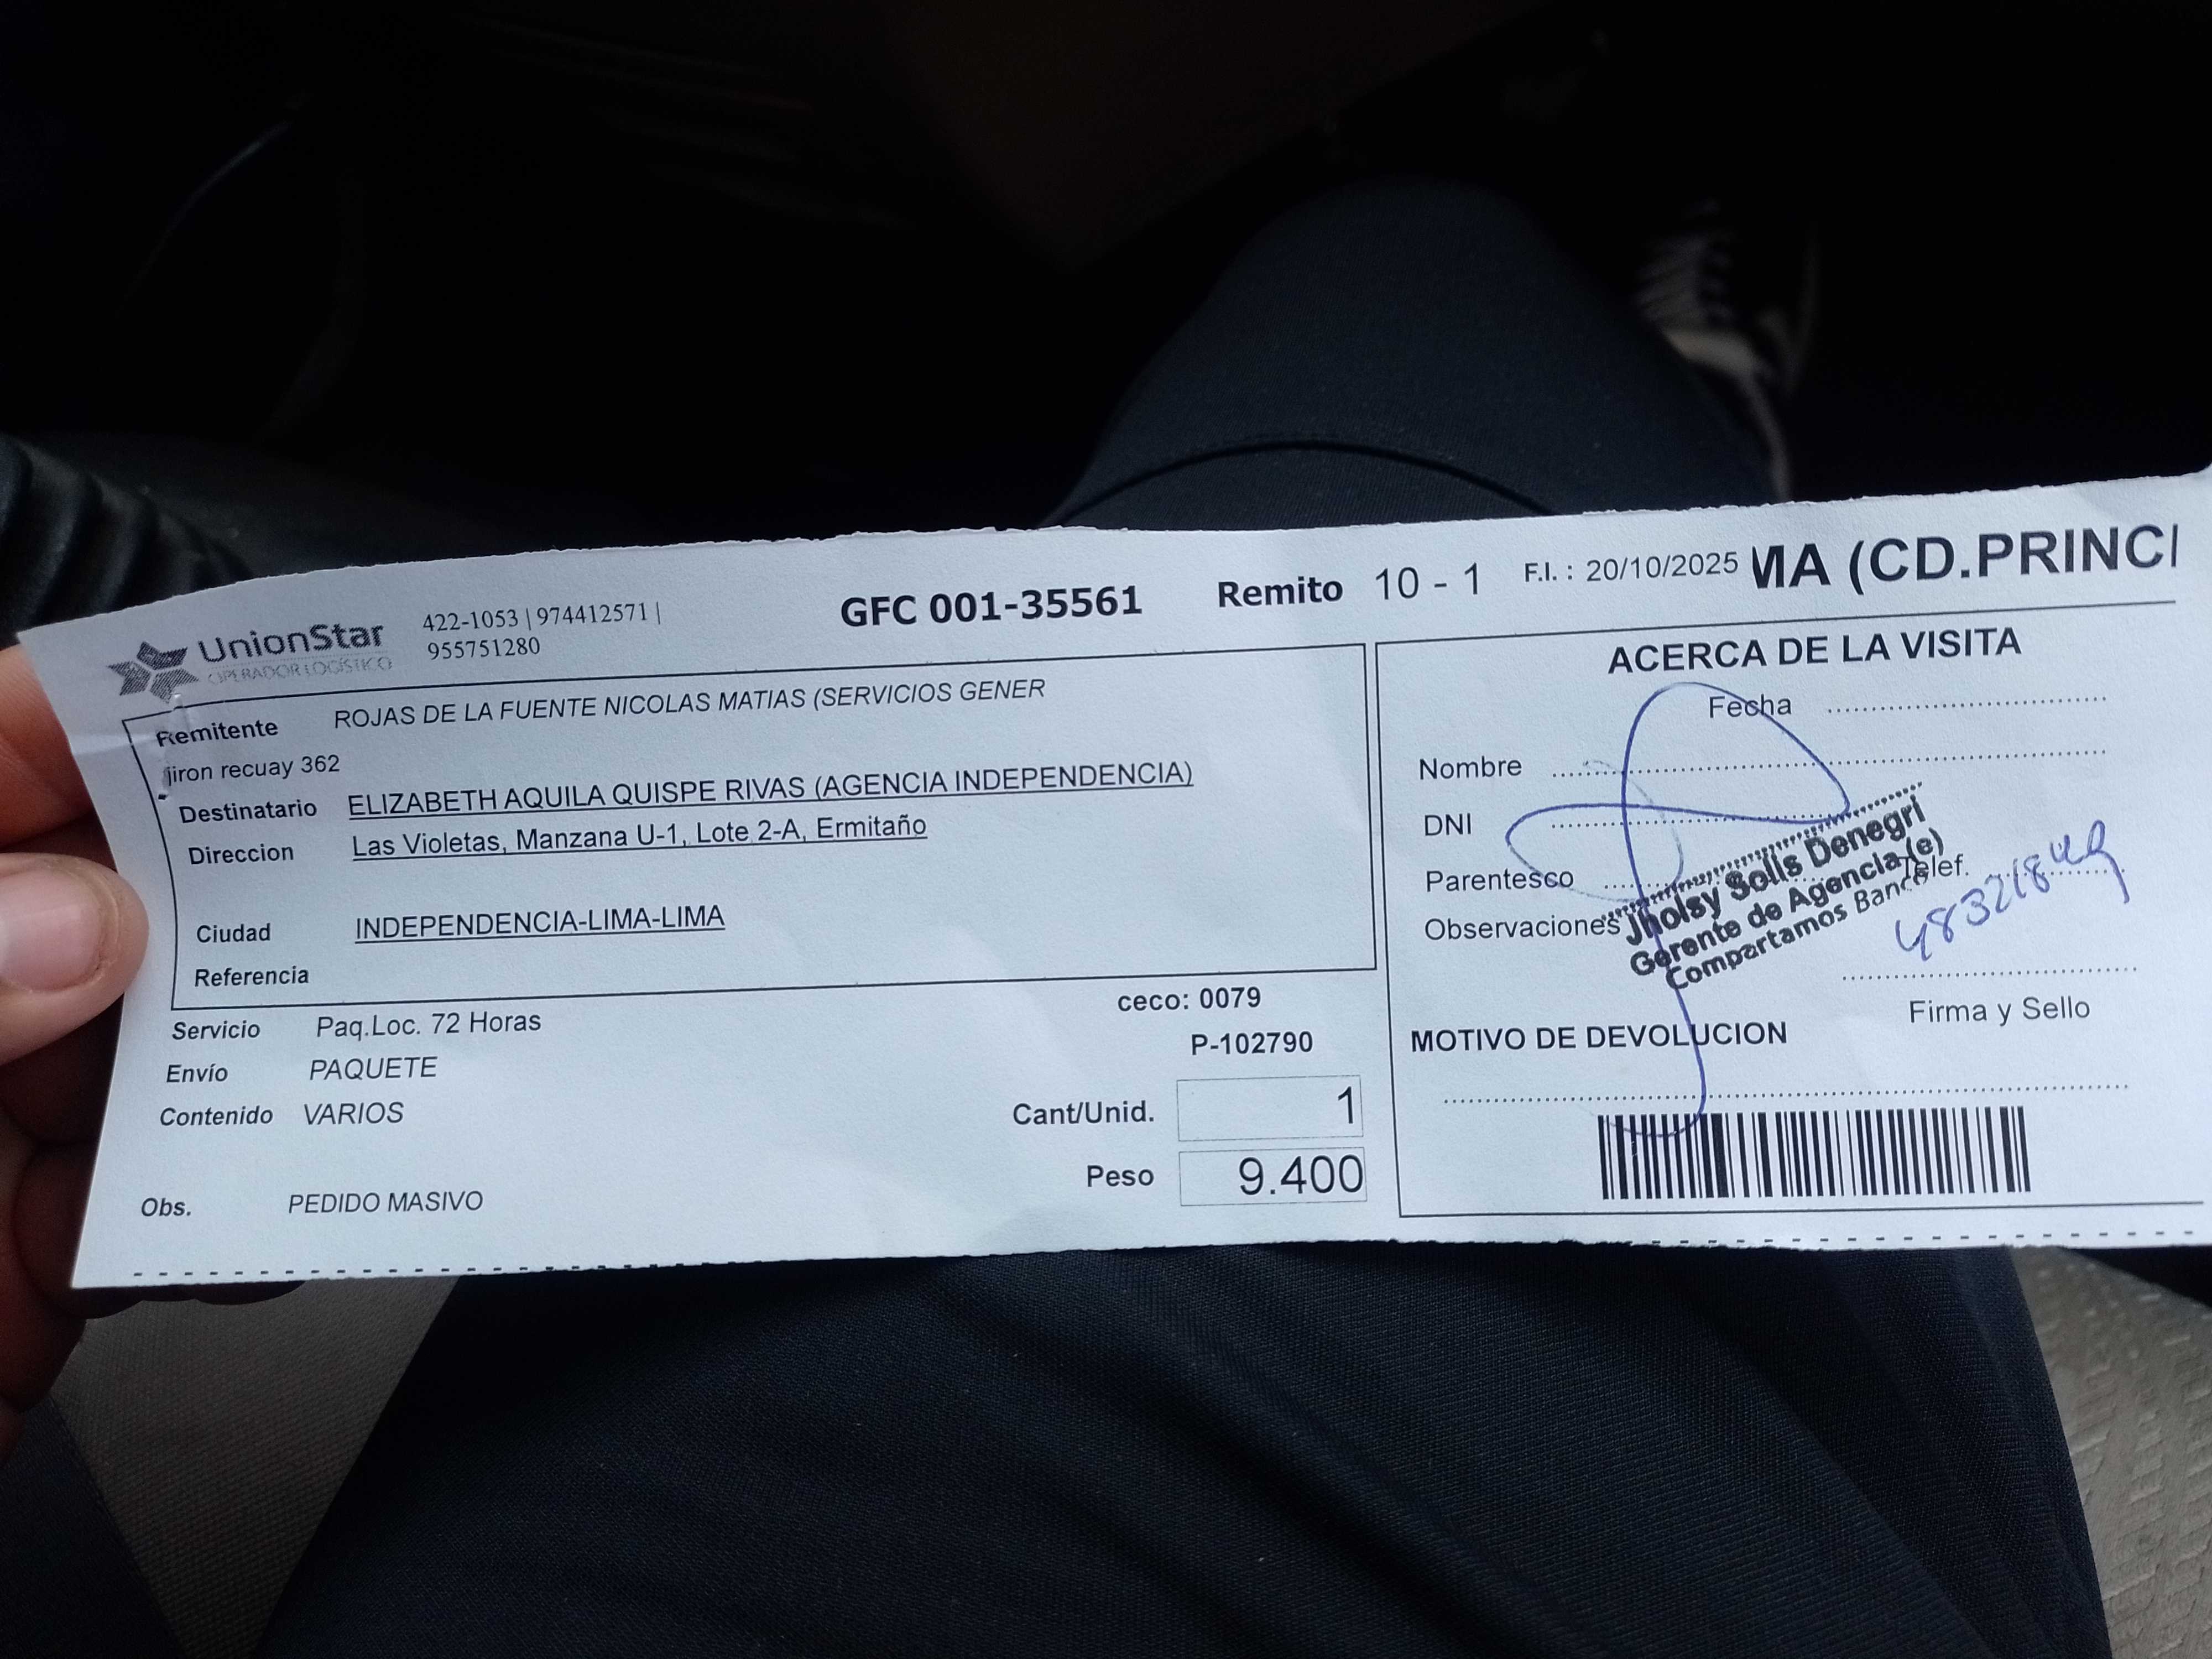 UnionStar
OPERADOR LOGÍSTICO
422-1053 | 974412571 |
955751280
GFC 001-35561
Remito 10 - 1
F.I. : 20/10/2025
MA (CD.PRINCI
Remitente ROJAS DE LA FUENTE NICOLAS MATIAS (SERVICIOS GENER
jiron recuay 362
Destinatario ELIZABETH AQUILA QUISPE RIVAS (AGENCIA INDEPENDENCIA)
Direccion Las Violetas, Manzana U-1, Lote 2-A, Ermitaño
Ciudad INDEPENDENCIA-LIMA-LIMA
Referencia
Servicio Paq.Loc. 72 Horas
Envío PAQUETE
Contenido VARIOS
Obs. PEDIDO MASIVO
ceco: 0079
P-102790
Cant/Unid. 1
Peso 9.400
ACERCA DE LA VISITA
Fecha
Nombre
DNI
Parentesco
Telef.
Observaciones
Jholsy Solls Denegri
Gerente de Agencia (e)
Compartamos Banco
Firma y Sello
MOTIVO DE DEVOLUCION